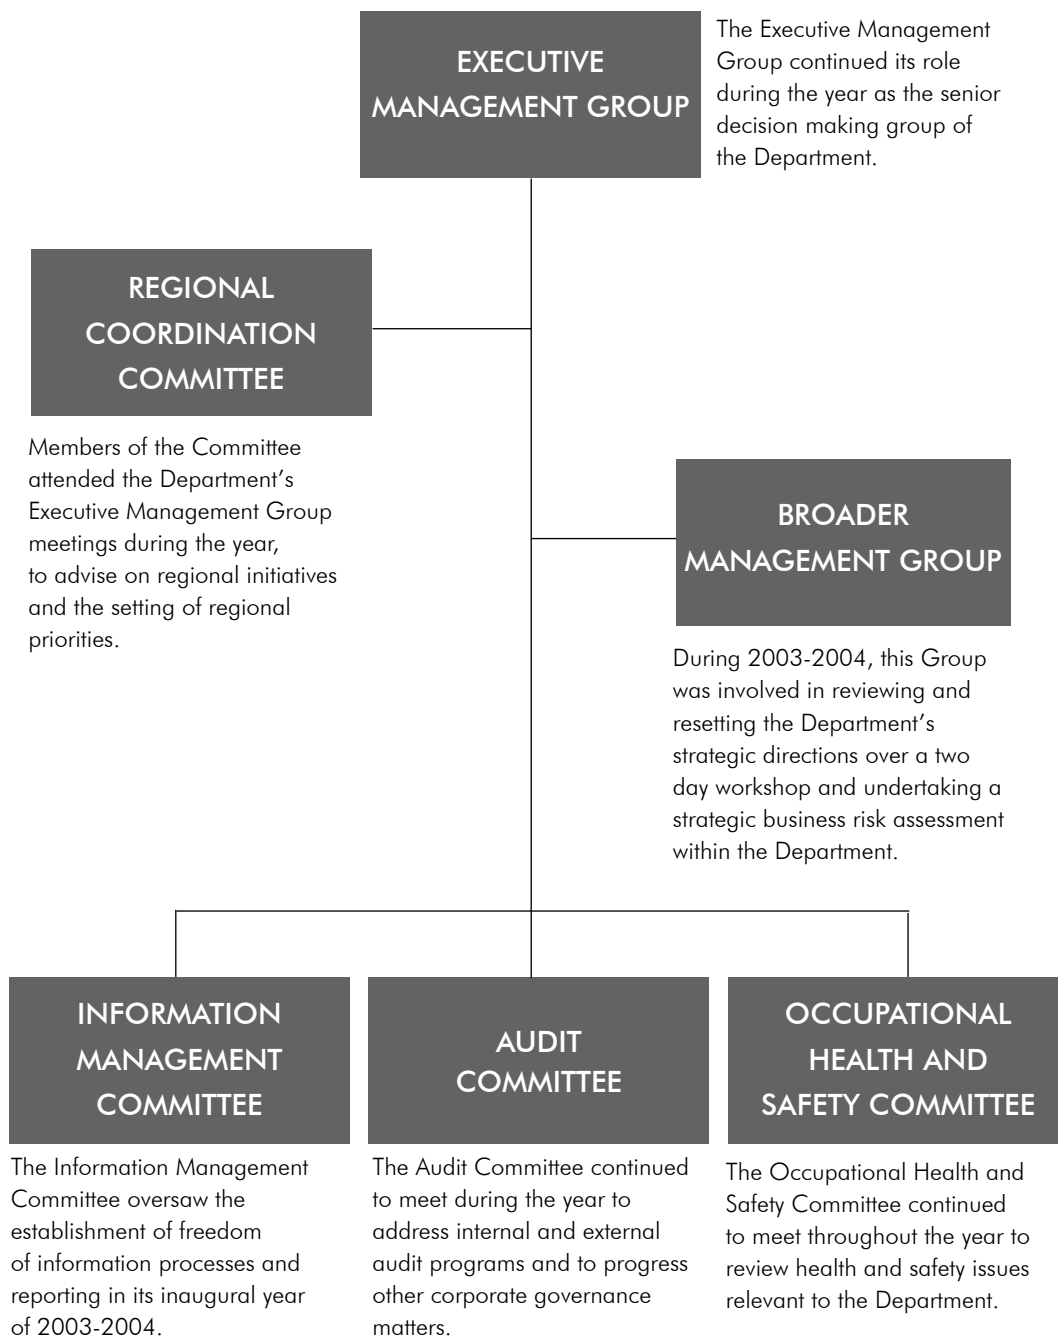 EXECUTIVE
MANAGEMENT GROUP
The Executive Management
Group continued its role
during the year as the senior
decision making group of
the Department.
REGIONAL
COORDINATION
COMMITTEE
Members of the Committee
attended the Department's
Executive Management Group
meetings during the year,
to advise on regional initiatives
and the setting of regional
priorities.
BROADER
MANAGEMENT GROUP
During 2003-2004, this Group
was involved in reviewing and
resetting the Department's
strategic directions over a two
day workshop and undertaking a
strategic business risk assessment
within the Department.
INFORMATION
MANAGEMENT
COMMITTEE
The Information Management
Committee oversaw the
establishment of freedom
of information processes and
reporting in its inaugural year
of 2003-2004.
AUDIT
COMMITTEE
The Audit Committee continued
to meet during the year to
address internal and external
audit programs and to progress
other corporate governance
matters.
OCCUPATIONAL
HEALTH AND
SAFETY COMMITTEE
The Occupational Health and
Safety Committee continued
to meet throughout the year to
review health and safety issues
relevant to the Department.